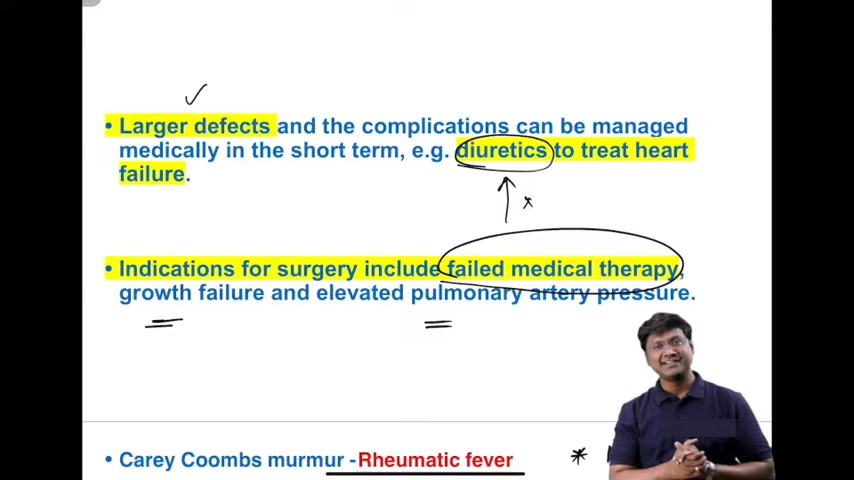 • Larger defects and the complications can be managed
medically in the short term, e.g. diuretics to treat heart
failure.
• Indications for surgery include failed medical therapy,
growth failure and elevated pulmonary artery pressure.
• Carey Coombs murmur -Rheumatic fever